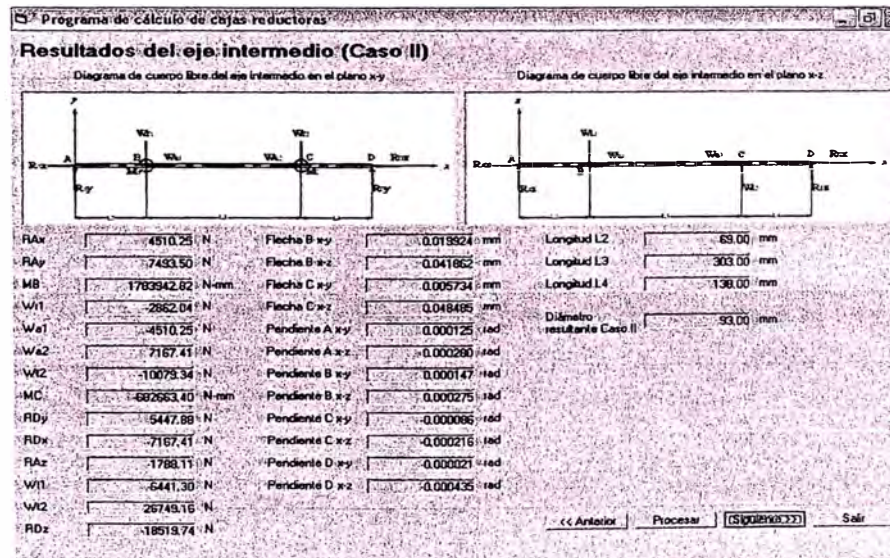 Programa de cálculo de cajas reductoras
Resultados del eje intermedio (Caso II)
Diagrama de cuerpo libre del eje intermedio en el plano x-y
Diagrama de cuerpo libre del eje intermedio en el plano x-z
y
A B C D x
A B C D x
RAx 4510.25 N Flecha B x-y 0.019924 mm Longitud L2 69.00 mm
RAy 7493.50 N Flecha B x-z 0.041862 mm Longitud L3 303.00 mm
MB 1783942.82 N-mm Flecha C x-y 0.005734 mm Longitud L4 138.00 mm
Wr1 -2862.04 N Flecha C x-z 0.048485 mm
Wa1 -4510.25 N Pendiente A x-y 0.000125 rad Diámetro resultante Caso II 93.00 mm
Wa2 7167.41 N Pendiente A x-z 0.000280 rad
Wr2 -10079.34 N Pendiente B x-y 0.000147 rad
MC -682663.40 N-mm Pendiente B x-z 0.000275 rad
RDy 5447.88 N Pendiente C x-y -0.000086 rad
RDx -7167.41 N Pendiente C x-z -0.000216 rad
RAz -1788.11 N Pendiente D x-y 0.000021 rad
Wt1 -6441.30 N Pendiente D x-z -0.000435 rad
Wt2 26749.16 N
RDz -18519.74 N
<< Anterior Procesar Siguiente >> Salir